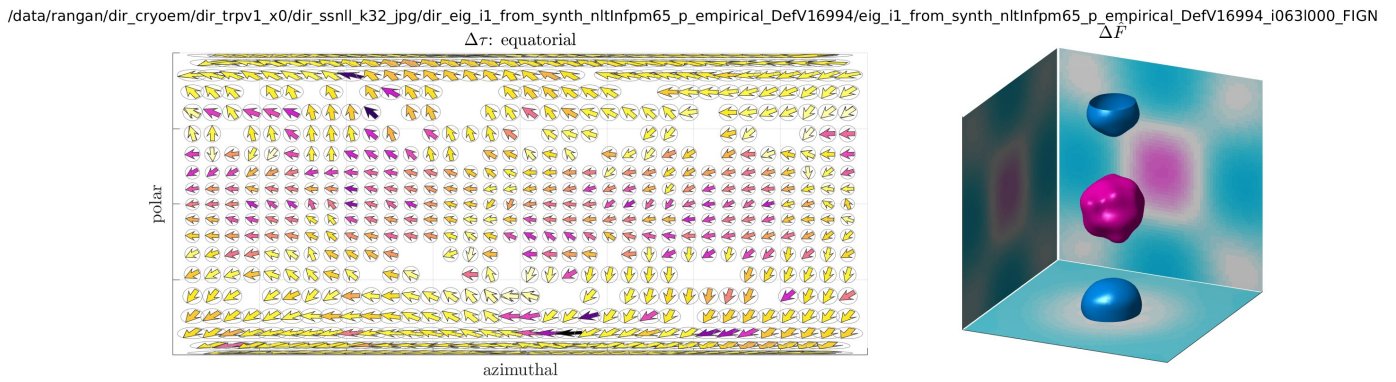 /data/rangan/dir_cryoem/dir_trpv1_x0/dir_ssnll_k32_jpg/dir_eig_i1_from_synth_nltInfpm65_p_empirical_DefV16994/eig_i1_from_synth_nltInfpm65_p_empirical_DefV16994_i063l000_FIGN
Δτ: equatorial
ΔF̂
polar
azimuthal